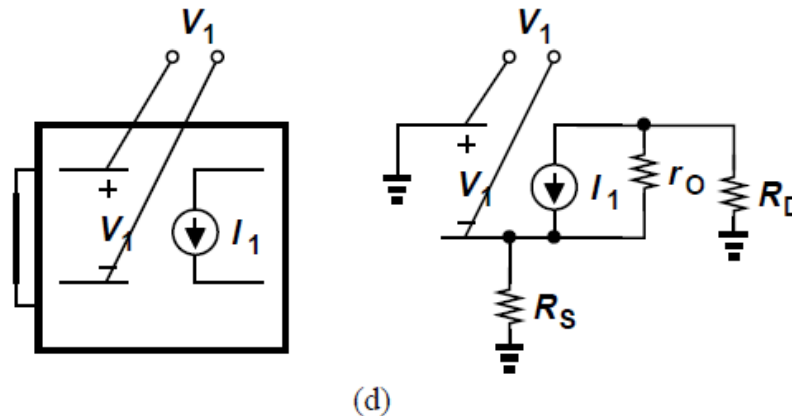 V1 V1
+ +
V1 I1 V1 I1 rO RD
− −
RS
(d)